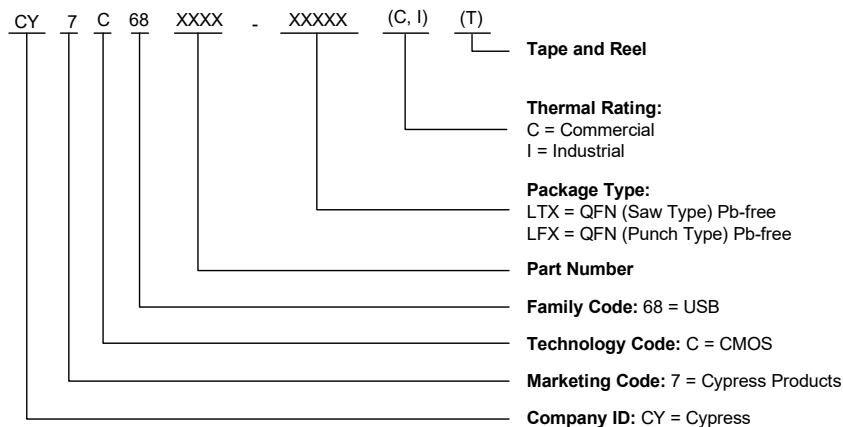 CY 7 C 68 XXXX - XXXXX (C, I) (T)
Tape and Reel
Thermal Rating:
C = Commercial
I = Industrial
Package Type:
LTX = QFN (Saw Type) Pb-free
LFX = QFN (Punch Type) Pb-free
Part Number
Family Code: 68 = USB
Technology Code: C = CMOS
Marketing Code: 7 = Cypress Products
Company ID: CY = Cypress